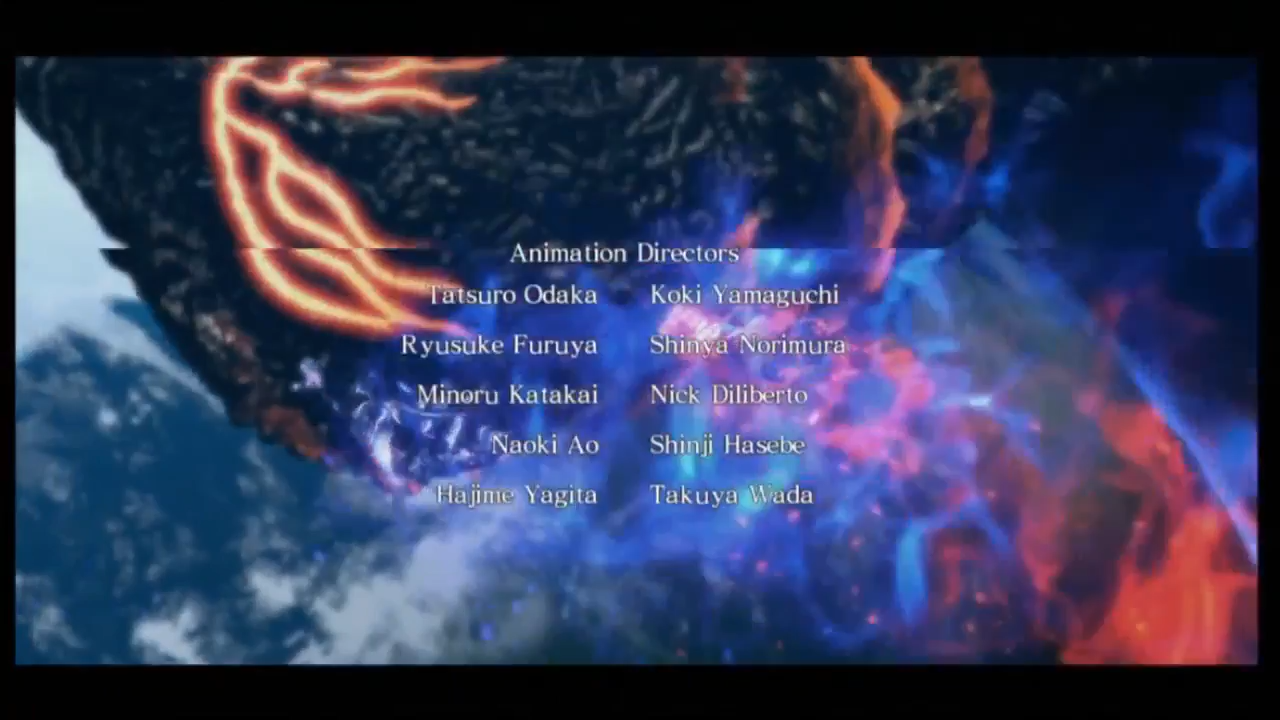 Animation Directors
Tatsuro Odaka Koki Yamaguchi
Ryusuke Furuya Shinya Norimura
Minoru Katakai Nick Diliberto
Naoki Ao Shinji Hasebe
Hajime Yagita Takuya Wada